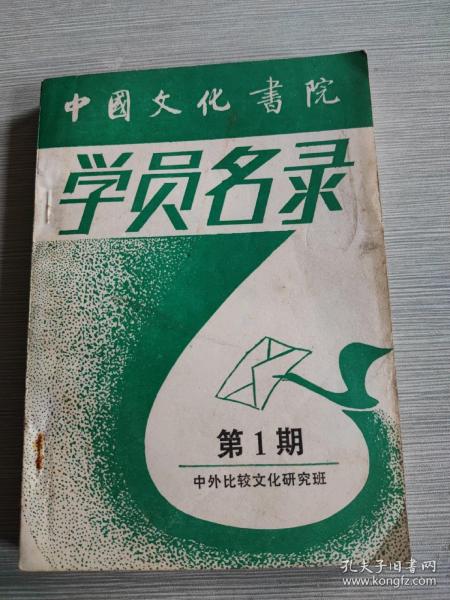 中國文化書院
学员名录
第1期
中外比较文化研究班
孔夫子旧书网
www.kongfz.com